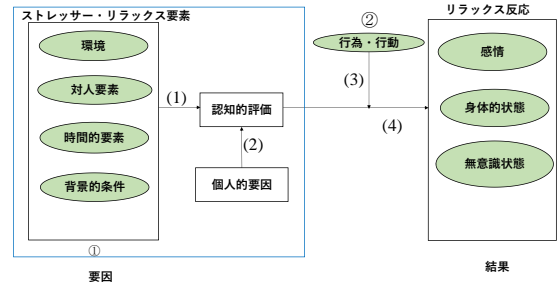 ストレッサー・リラックス要素
環境
対人要素
時間的要素
背景的条件
①
要因
(1)
認知的評価
(2)
個人的要因
②
行為・行動
(3)
(4)
リラックス反応
感情
身体的状態
無意識状態
結果